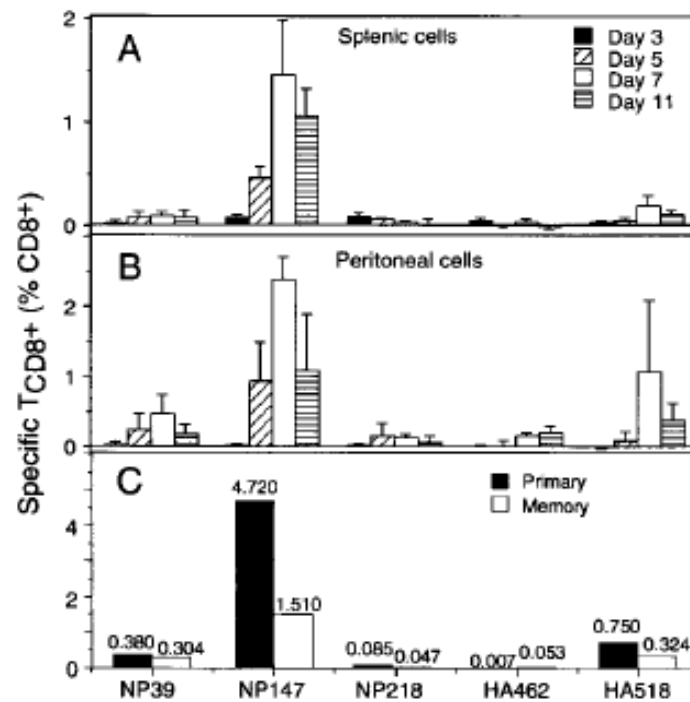 Specific TCD8+ (% CD8+)
A
Splenic cells
Day 3
Day 5
Day 7
Day 11
2
1
0
B
Peritoneal cells
2
1
0
C
Primary
Memory
4
2
0
0.380
0.304
4.720
1.510
0.085
0.047
0.007
0.053
0.750
0.324
NP39 NP147 NP218 HA462 HA518